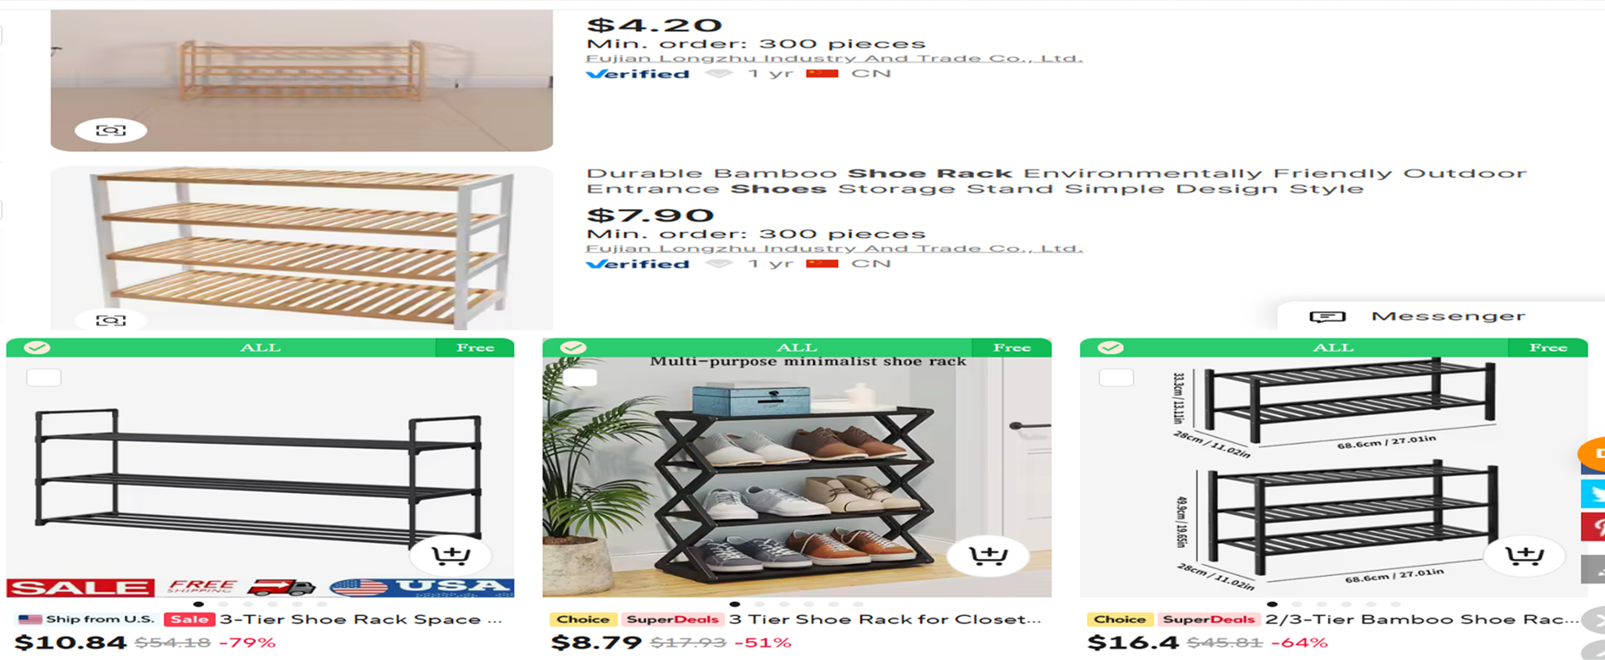 $4.20
Min. order: 300 pieces
Fujian Longzhu Industry And Trade Co., Ltd.
Verified 1 yr CN
Durable Bamboo Shoe Rack Environmentally Friendly Outdoor
Entrance Shoes Storage Stand Simple Design Style
$7.90
Min. order: 300 pieces
Fujian Longzhu Industry And Trade Co., Ltd.
Verified 1 yr CN
Messenger
ALL Free
SALE FREE SHIPPING USA
Ship from U.S. Sale 3-Tier Shoe Rack Space ...
$10.84 $54.18 -79%
ALL Free
Multi-purpose minimalist shoe rack
Choice SuperDeals 3 Tier Shoe Rack for Closet...
$8.79 $17.93 -51%
ALL Free
33.3cm / 13.11in
28cm / 11.02in
68.6cm / 27.01in
49.9cm / 19.65in
28cm / 11.02in
68.6cm / 27.01in
Choice SuperDeals 2/3-Tier Bamboo Shoe Rac...
$16.4 $45.81 -64%